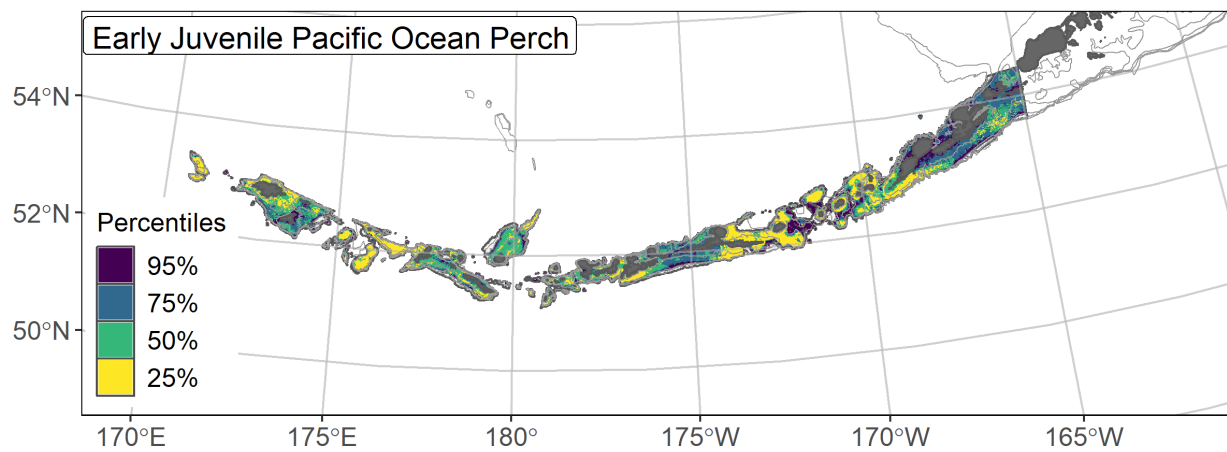 Early Juvenile Pacific Ocean Perch
54°N
52°N
50°N
Percentiles
95%
75%
50%
25%
170°E 175°E 180° 175°W 170°W 165°W